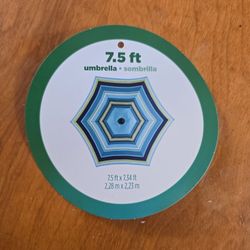 7.5 ft
umbrella • sombrilla
7.5 ft x 7.34 ft
2.28 m x 2.23 m